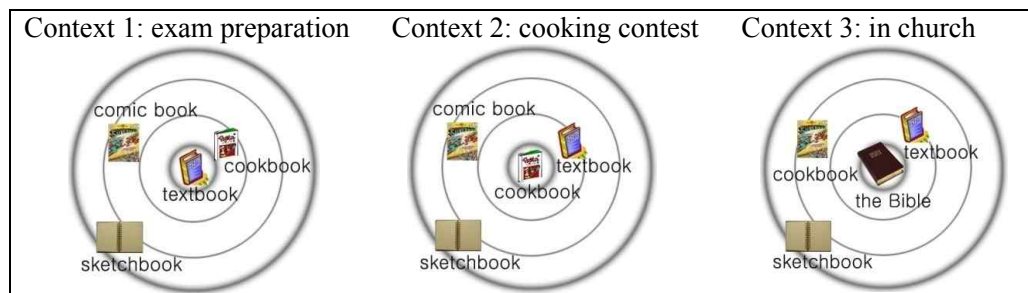 Context 1: exam preparation
Context 2: cooking contest
Context 3: in church
comic book
cookbook
textbook
sketchbook
comic book
textbook
cookbook
sketchbook
textbook
cookbook
the Bible
sketchbook